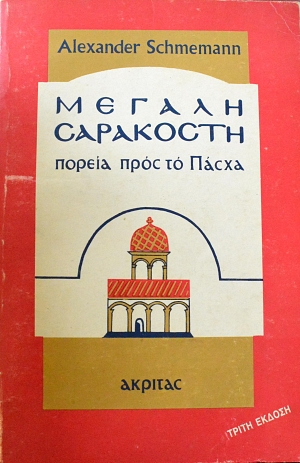 Alexander Schmemann
ΜΕΓΑΛΗ
ΣΑΡΑΚΟΣΤΗ
πορεία πρός τό Πάσχα
ΑΚΡΙΤΑΣ
ΤΡΙΤΗ ΕΚΔΟΣΗ